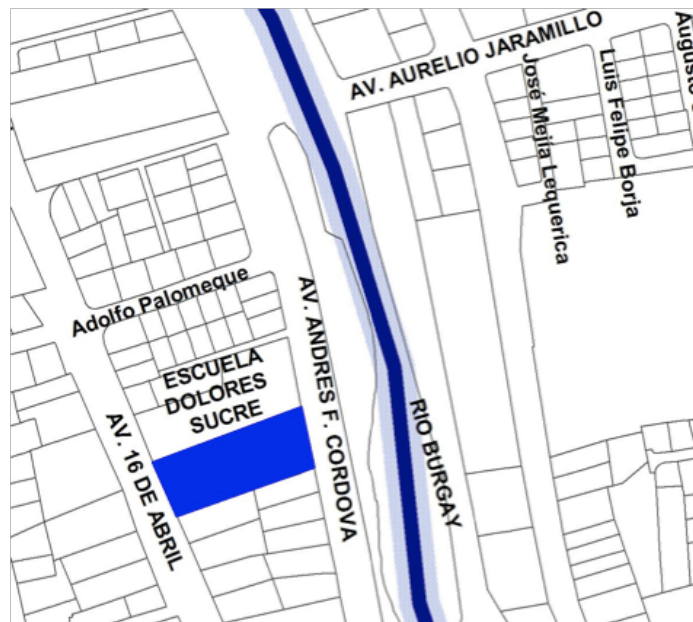 AV. AURELIO JARAMILLO
José Mejía Lequerica
Luis Felipe Borja
Augusto
Adolfo Palomeque
ESCUELA
DOLORES
SUCRE
AV. ANDRES F. CORDOVA
AV. 16 DE ABRIL
RIO BURGAY